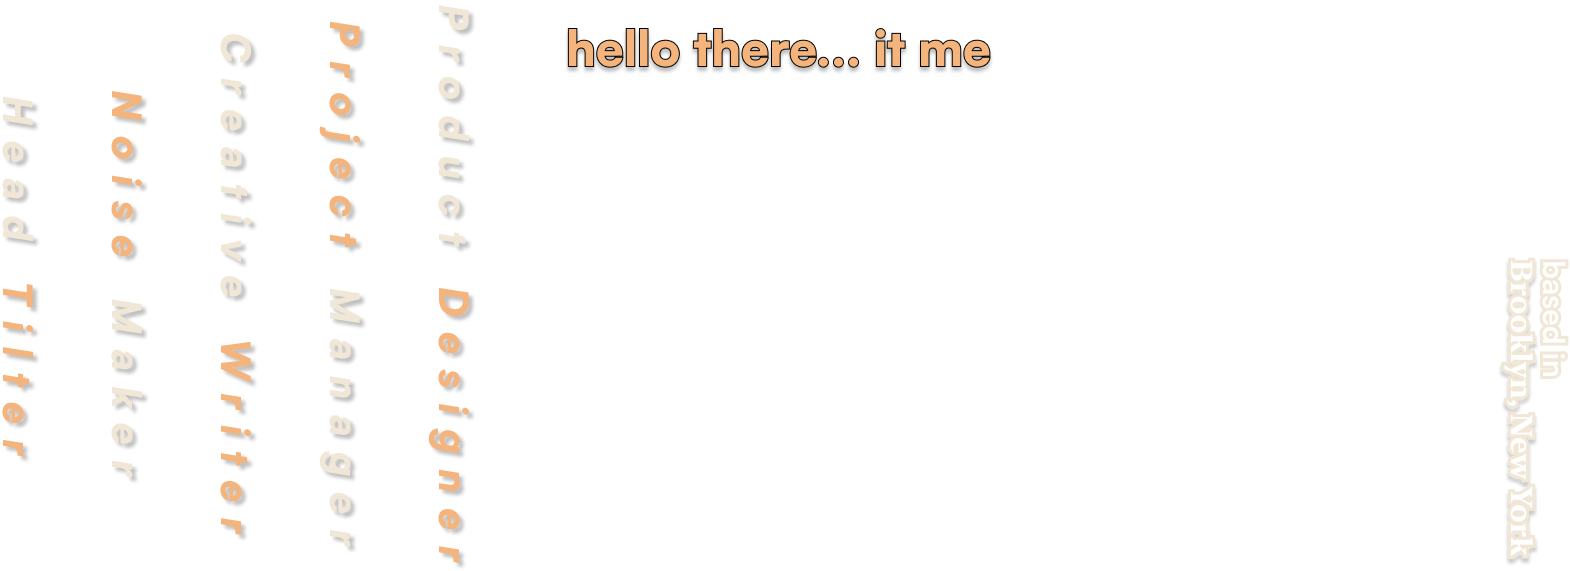 hello there... it me
Product Designer
Project Manager
Creative Writer
Noise Maker
Head Tilter
based in
Brooklyn, New York